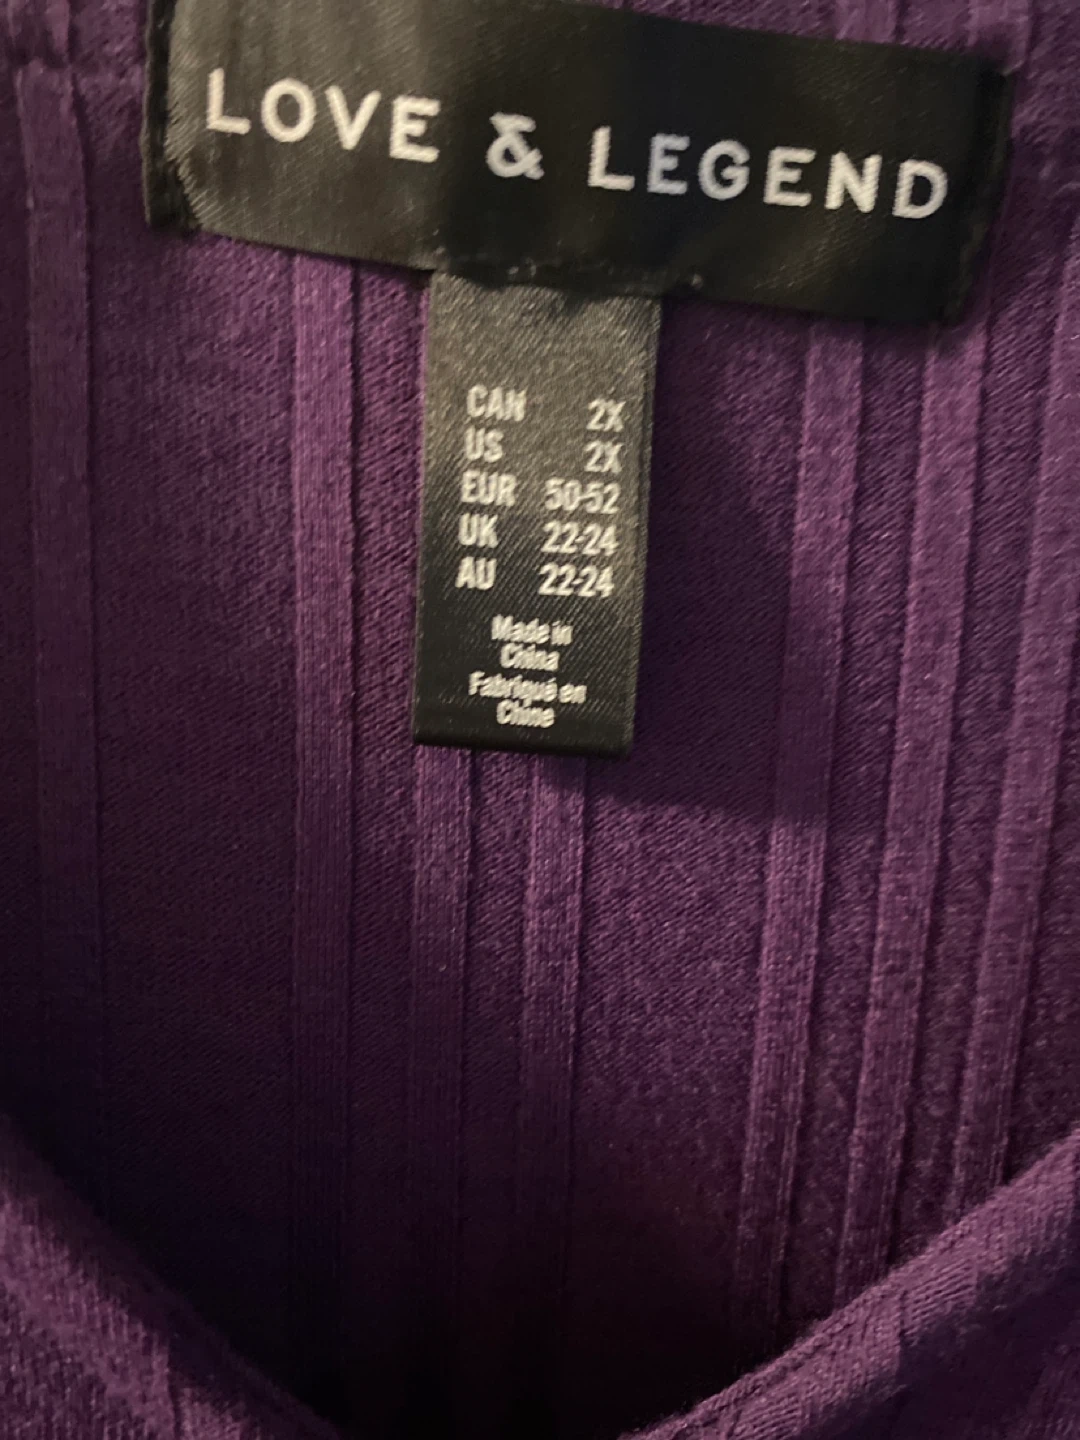 LOVE & LEGEND
CAN 2X
US 2X
EUR 50-52
UK 22-24
AU 22-24
Made in
China
Fabriqué en
Chine